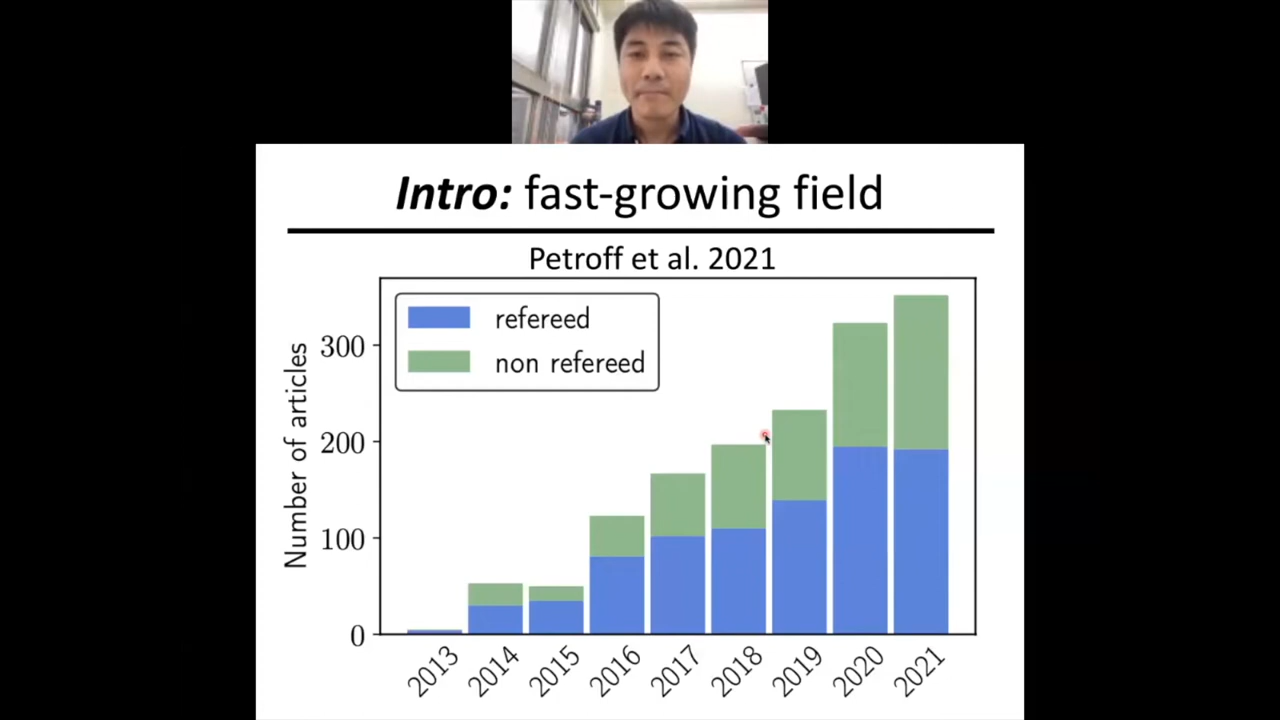 Intro: fast-growing field
Petroff et al. 2021
refereed
non refereed
Number of articles
300
200
100
0
2013
2014
2015
2016
2017
2018
2019
2020
2021